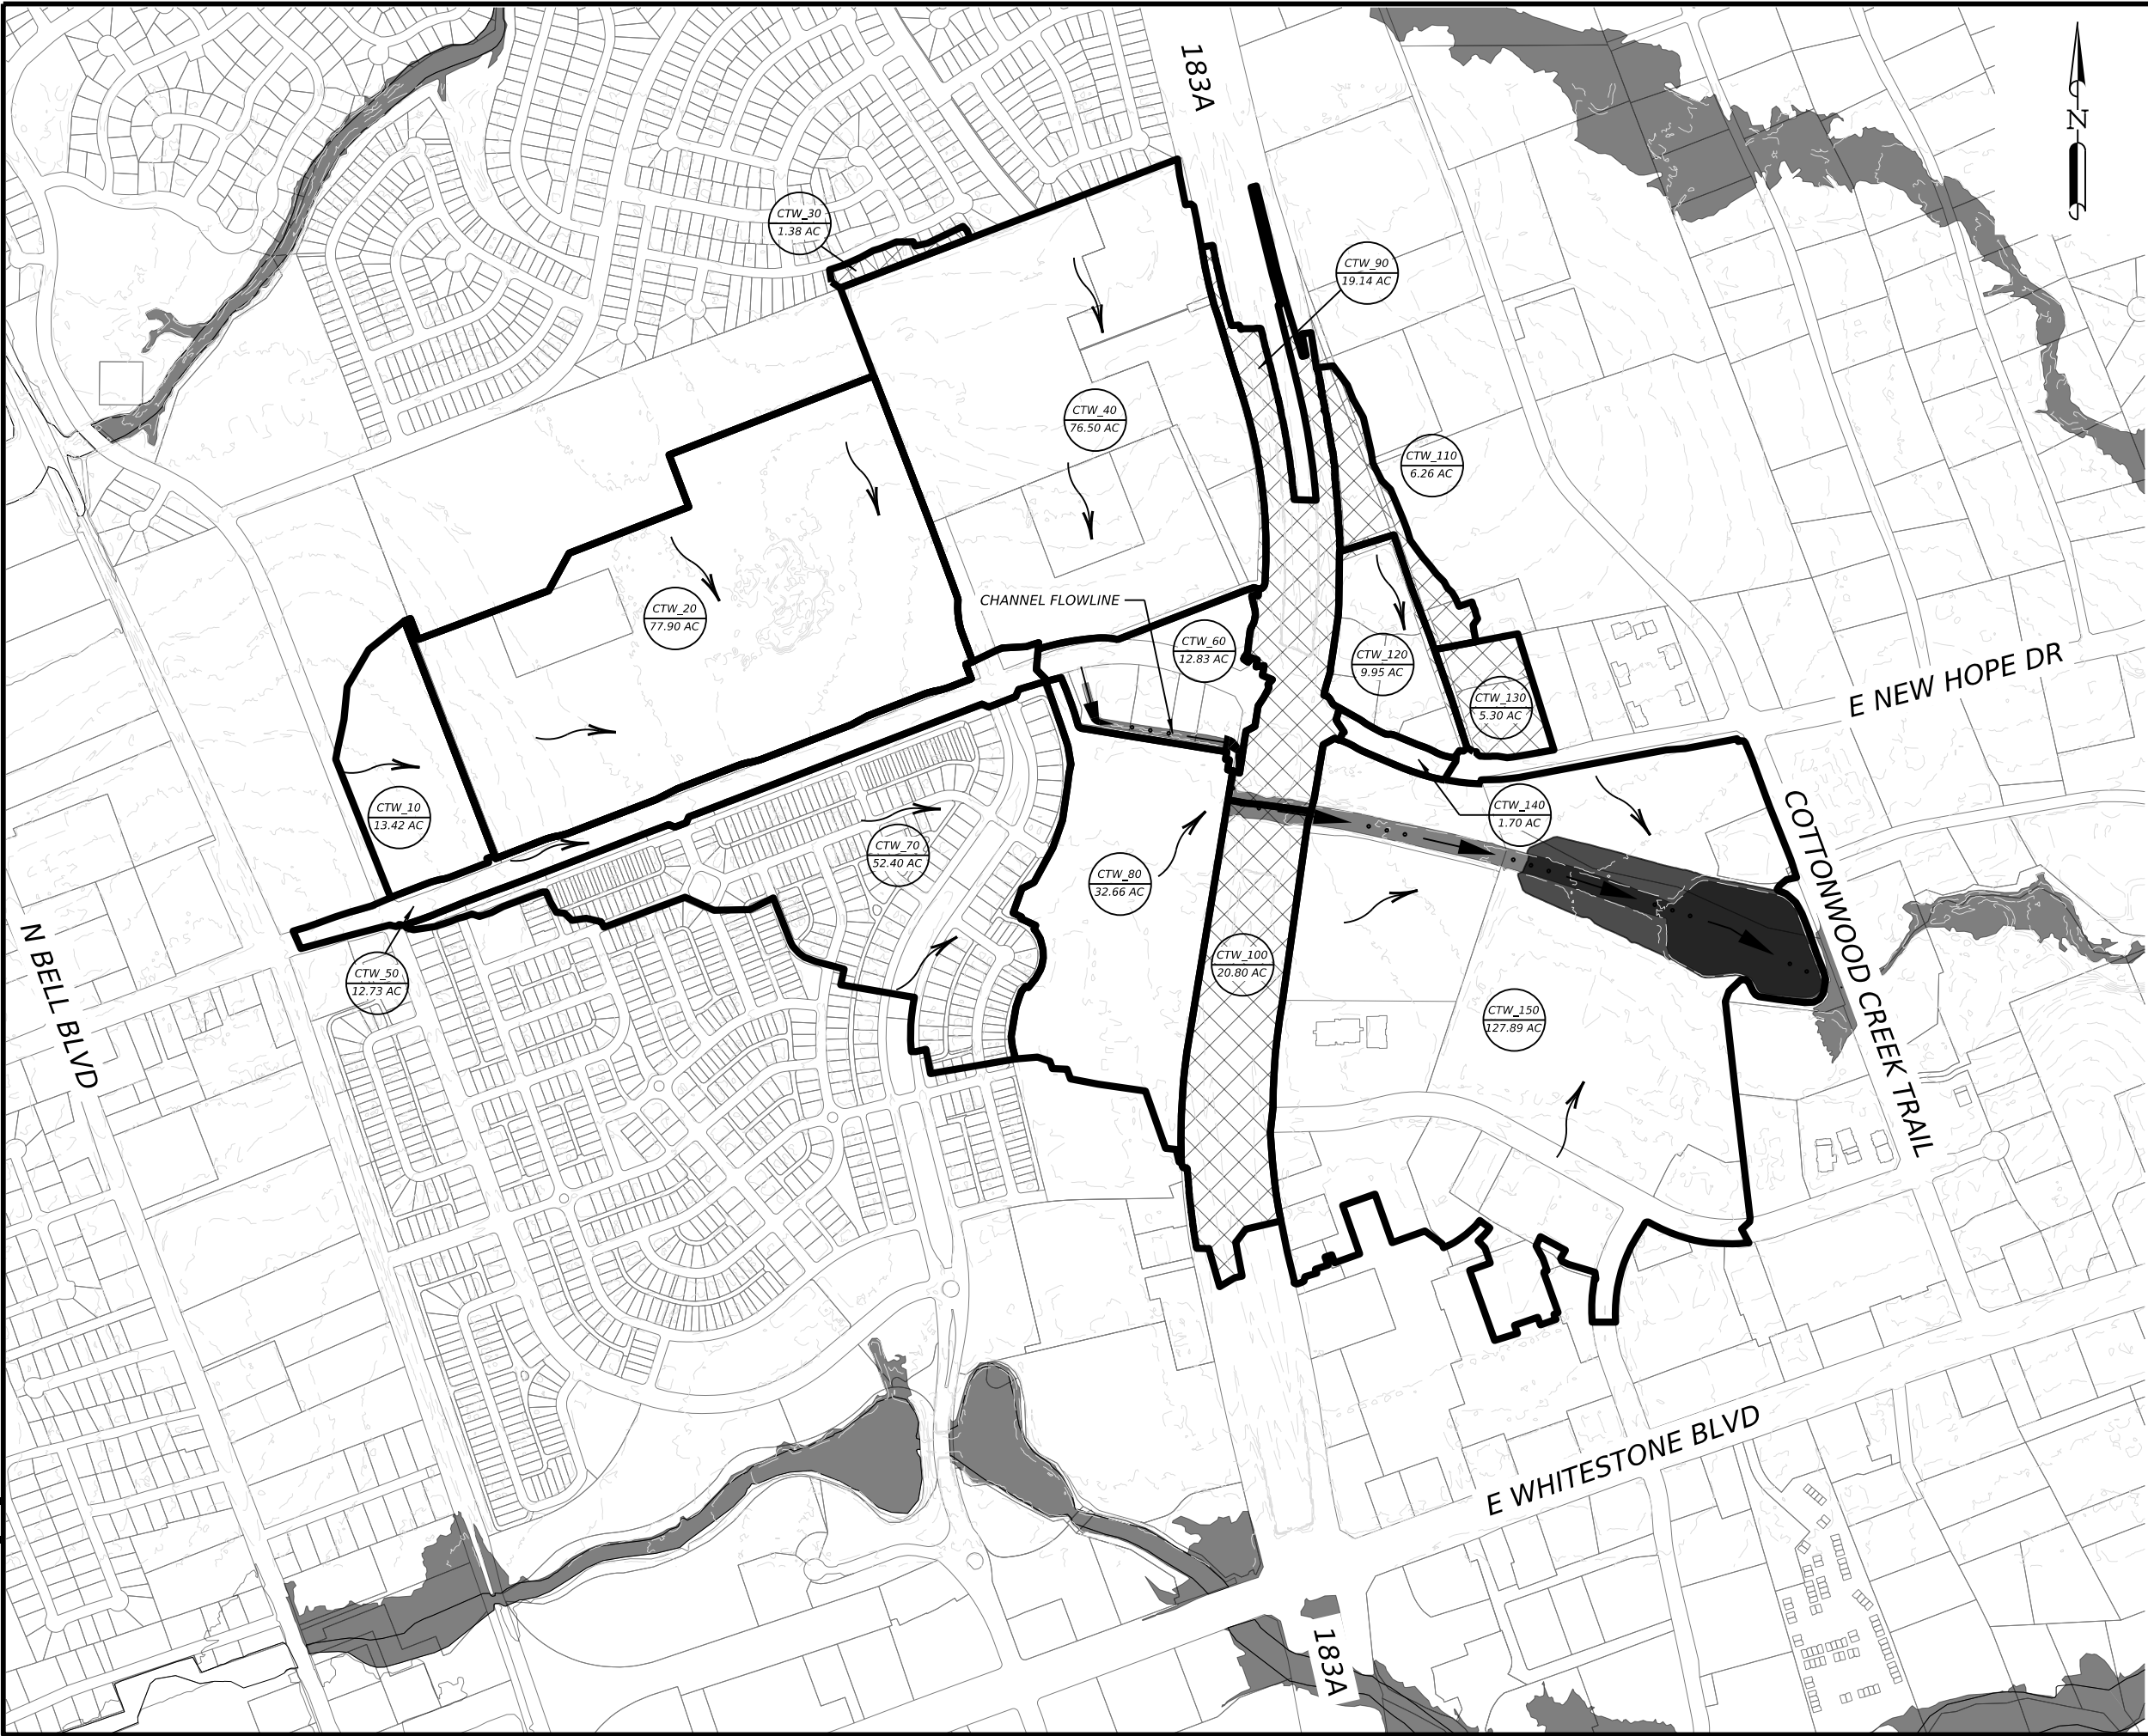 183A
N
CTW_30
1.38 AC
CTW_90
19.14 AC
CTW_40
76.50 AC
CTW_110
6.26 AC
CHANNEL FLOWLINE
CTW_20
77.90 AC
CTW_60
12.83 AC
CTW_120
9.95 AC
CTW_130
5.30 AC
E NEW HOPE DR
CTW_10
13.42 AC
CTW_140
1.70 AC
CTW_70
52.40 AC
CTW_80
32.66 AC
COTTONWOOD CREEK TRAIL
N BELL BLVD
CTW_50
12.73 AC
CTW_100
20.80 AC
CTW_150
127.89 AC
E WHITESTONE BLVD
183A